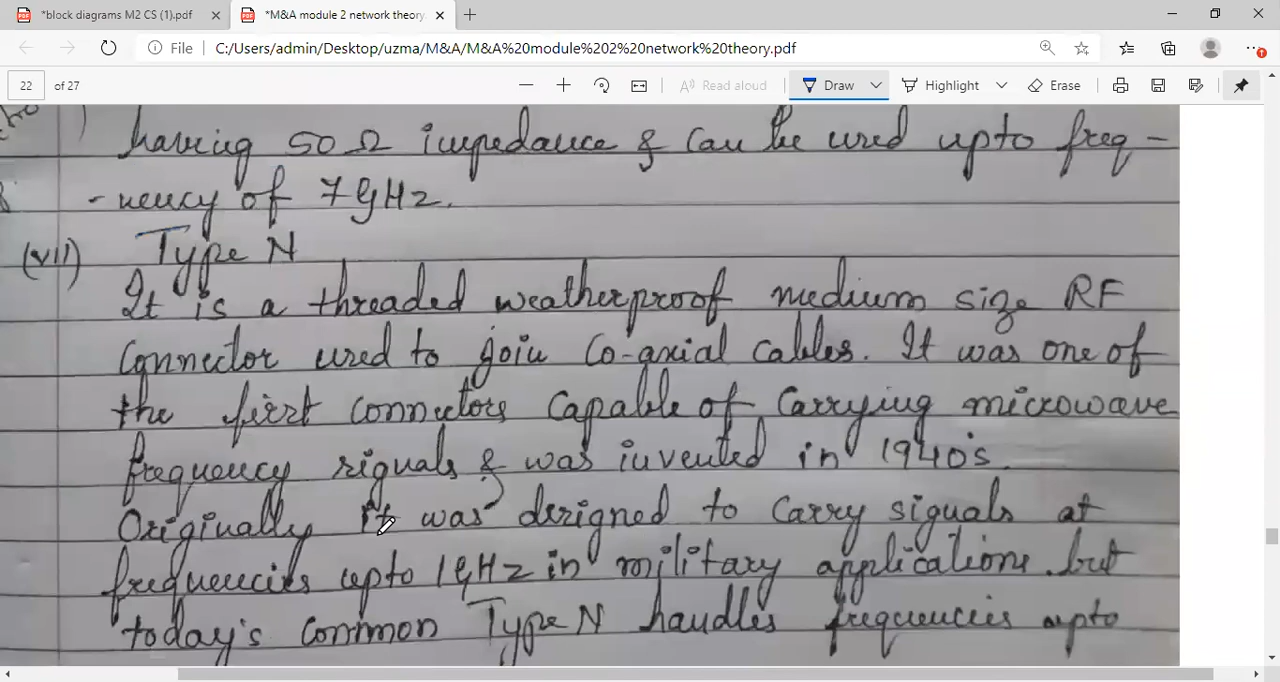 *block diagrams M2 CS (1).pdf
*M&A module 2 network theory.
File C:/Users/admin/Desktop/uzma/M&A/M&A%20module%202%20network%20theory.pdf
22 of 27 Read aloud Draw Highlight Erase
having 50 Ω impedance & can be used upto freq-
-uency of 7GHz.
(vii) Type N
It is a threaded weatherproof medium size RF
Connector used to join Co-axial cables. It was one of
the first connectors capable of carrying microwave
frequency signals & was invented in 1940's.
Originally it was designed to carry signals at
frequencies upto 1GHz in military applications. but
today's common Type N handles frequencies upto